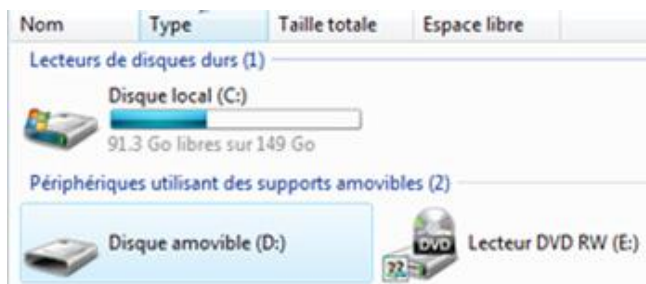 Nom Type Taille totale Espace libre
Lecteurs de disques durs (1)
Disque local (C:)
91.3 Go libres sur 149 Go
Périphériques utilisant des supports amovibles (2)
Disque amovible (D:) DVD Lecteur DVD RW (E:)